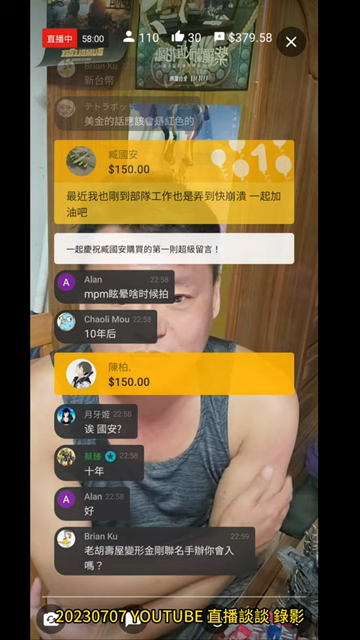 直播中 58:00 110 30 $379.58
Brian Ku
新台幣
テトラポッド
美金的話應該會是紅色的
臧國安
$150.00
最近我也剛到部隊工作也是弄到快崩潰 一起加
油吧
一起慶祝臧國安購買的第一則超級留言！
Alan 22:58
mpm眩晕啥时候拍
Chaoli Mou 22:58
10年后
陳柏.
$150.00
月牙姬 22:58
诶 國安?
22:58
十年
Alan 22:58
好
Brian Ku 22:59
老胡壽屋變形金剛聯名手辦你會入
嗎？
20230707 YOUTUBE 直播談談 錄影